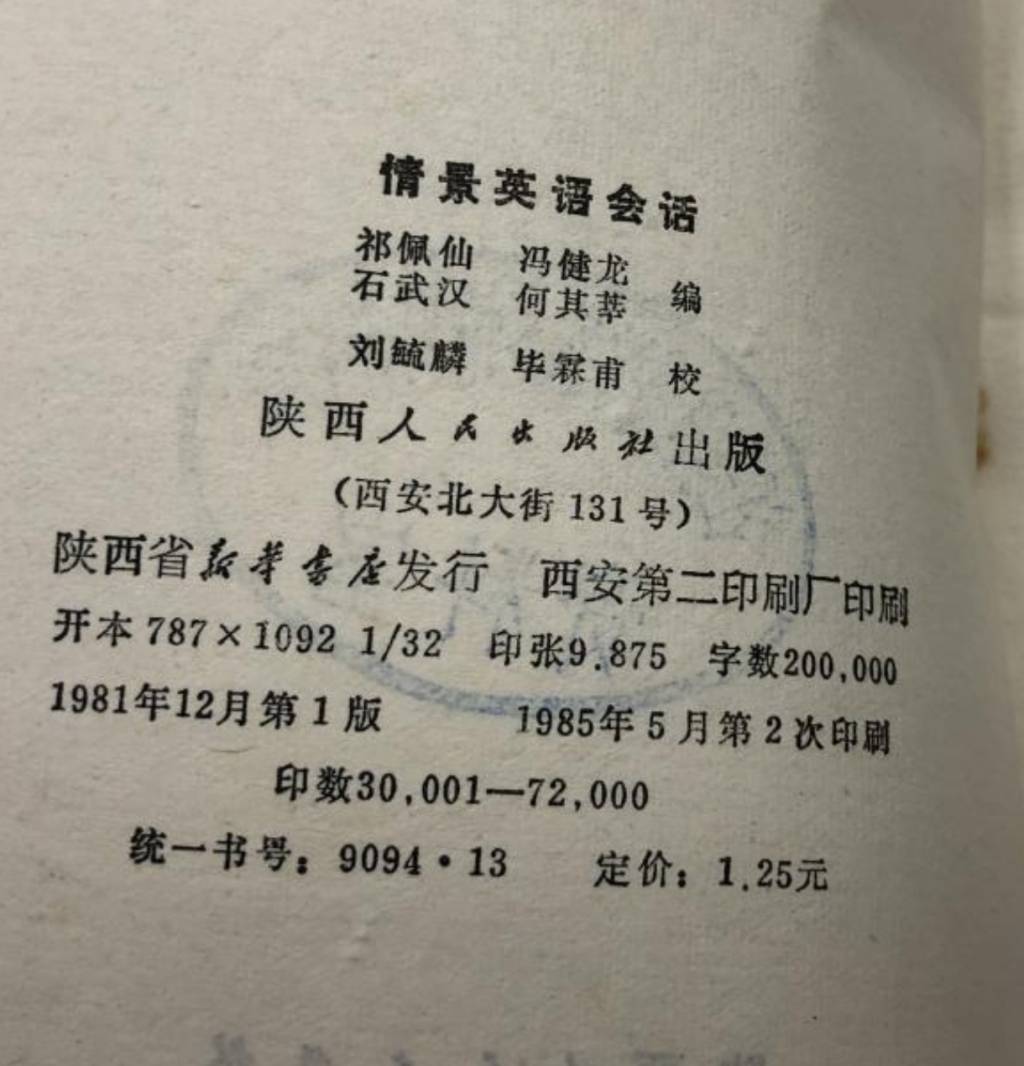 情景英语会话
祁佩仙 冯健龙 编
石武汉 何其莘
刘毓麟 毕霖甫 校
陕西人民出版社出版
(西安北大街 131 号)
陕西省新华书店发行 西安第二印刷厂印刷
开本 787×1092 1/32 印张9.875 字数200,000
1981年12月第 1 版 1985年 5 月第 2 次印刷
印数30,001—72,000
统一书号：9094·13 定价：1.25元